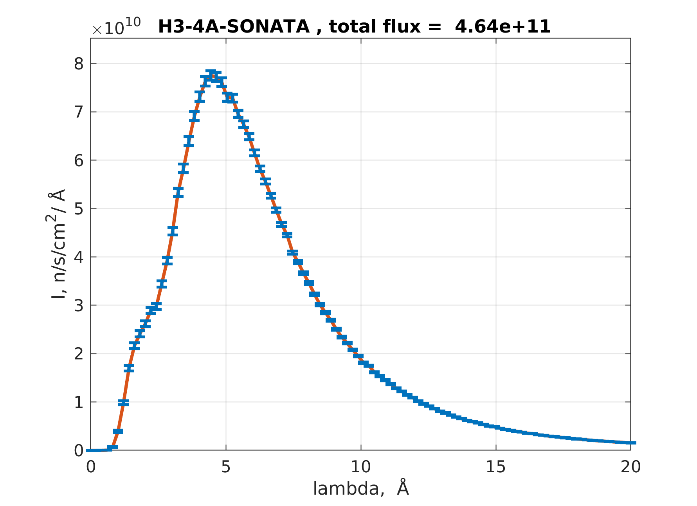 ×10^10
H3-4A-SONATA , total flux =  4.64e+11
I, n/s/cm^2/ Å
8
7
6
5
4
3
2
1
0
0 5 10 15 20
lambda,  Å